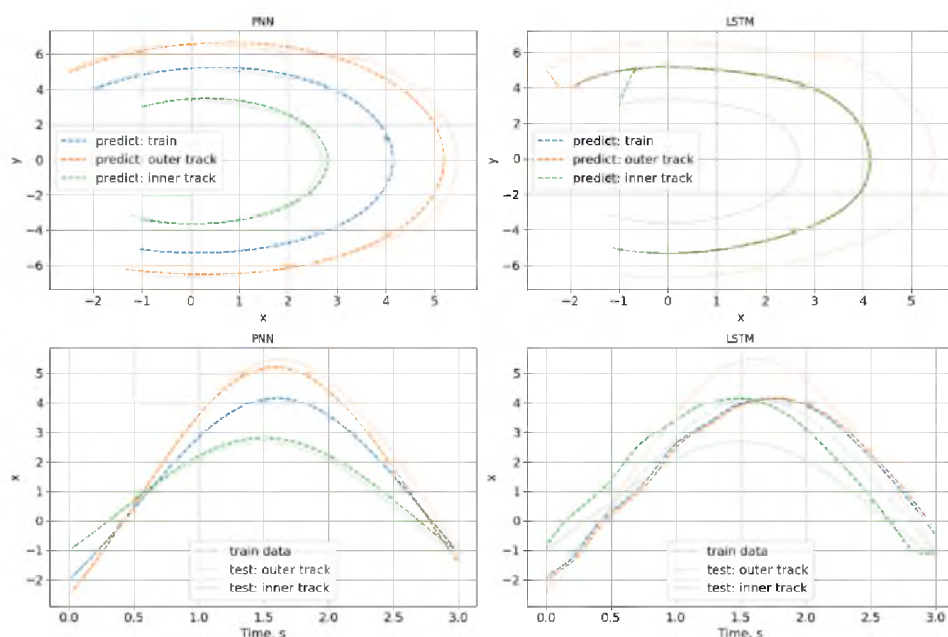 PNN
6
4
2
0
−2
−4
−6
y
predict: train
predict: outer track
predict: inner track
−2 −1 0 1 2 3 4 5
x
LSTM
6
4
2
0
−2
−4
−6
y
predict: train
predict: outer track
predict: inner track
−3 −2 −1 0 1 2 3 4 5
x
PNN
5
4
3
2
1
0
−1
−2
x
train data
test: outer track
test: inner track
0.0 0.5 1.0 1.5 2.0 2.5 3.0
Time, s
LSTM
5
4
3
2
1
0
−1
−2
x
train data
test: outer track
test: inner track
0.0 0.5 1.0 1.5 2.0 2.5 3.0
Time, s